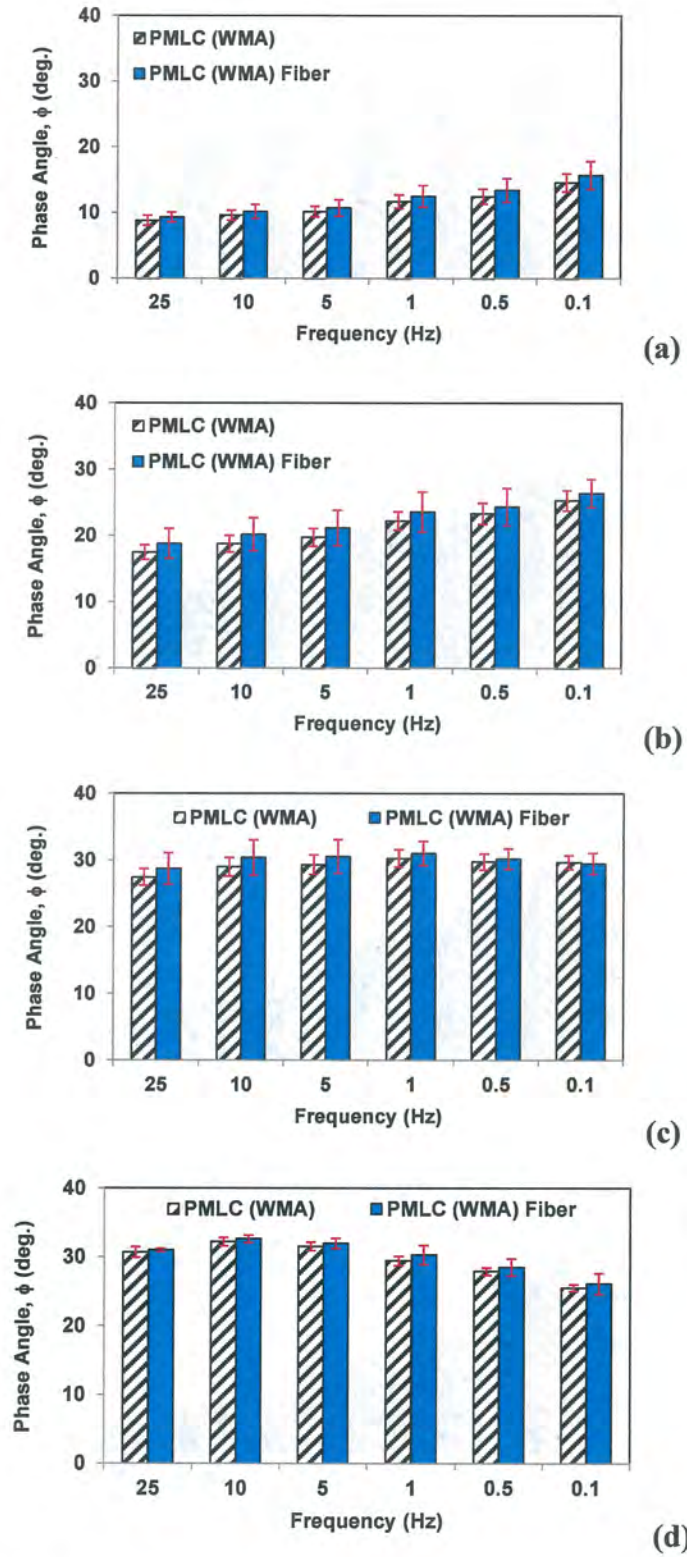 40
30
20
10
0
Phase Angle, ϕ (deg.)
PMLC (WMA)
PMLC (WMA) Fiber
25 10 5 1 0.5 0.1
Frequency (Hz)
(a)
40
30
20
10
0
Phase Angle, ϕ (deg.)
PMLC (WMA)
PMLC (WMA) Fiber
25 10 5 1 0.5 0.1
Frequency (Hz)
(b)
40
30
20
10
0
Phase Angle, ϕ (deg.)
PMLC (WMA) PMLC (WMA) Fiber
25 10 5 1 0.5 0.1
Frequency (Hz)
(c)
40
30
20
10
0
Phase Angle, ϕ (deg.)
PMLC (WMA) PMLC (WMA) Fiber
25 10 5 1 0.5 0.1
Frequency (Hz)
(d)